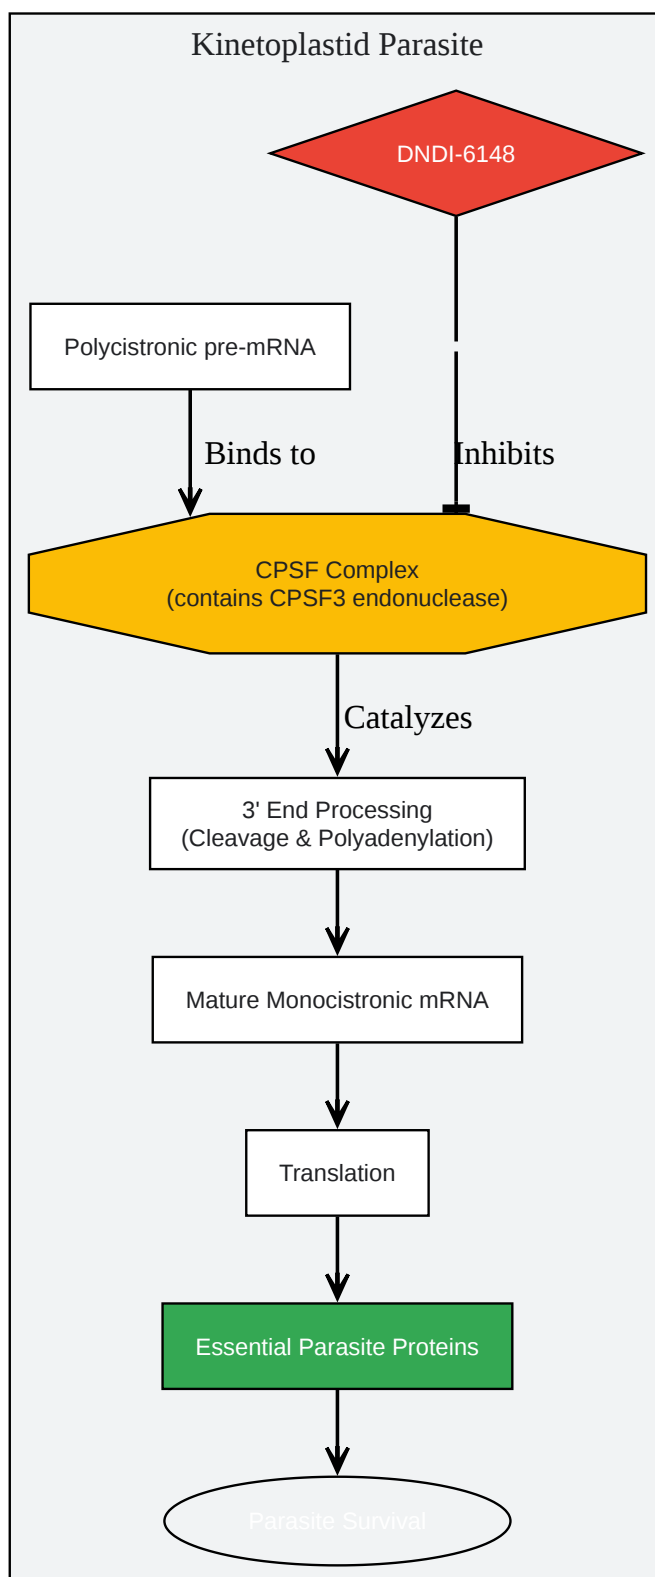 Kinetoplastid Parasite
DNDI-6148
Polycistronic pre-mRNA
Binds to
Inhibits
CPSF Complex
(contains CPSF3 endonuclease)
Catalyzes
3' End Processing
(Cleavage & Polyadenylation)
Mature Monocistronic mRNA
Translation
Essential Parasite Proteins
Parasite Survival